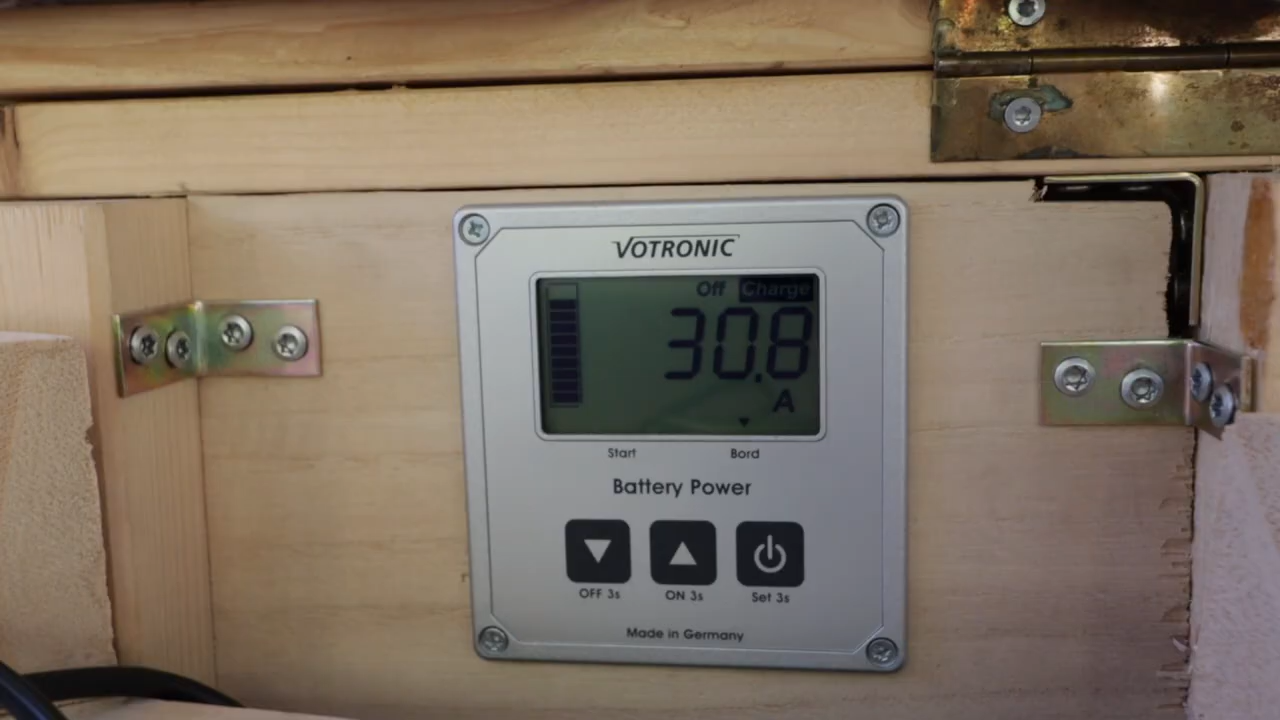 VOTRONIC
Off Charge
30.8
A
Start Bord
Battery Power
OFF 3s ON 3s Set 3s
Made in Germany